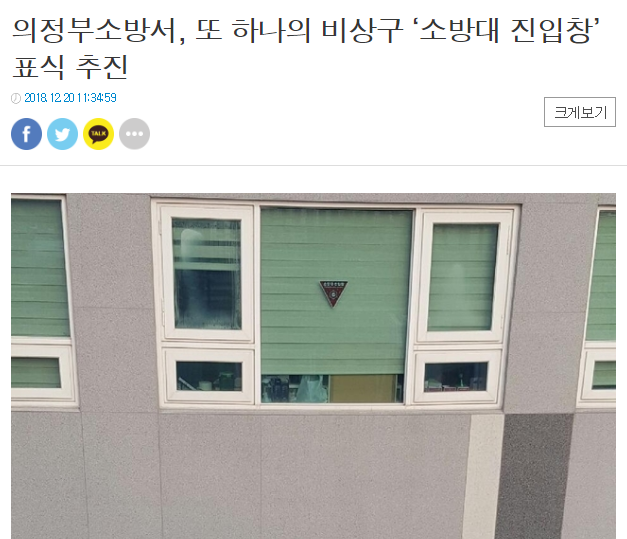 의정부소방서, 또 하나의 비상구 ‘소방대 진입창’
표식 추진
2018.12.20 11:34:59
크게보기
f
TALK